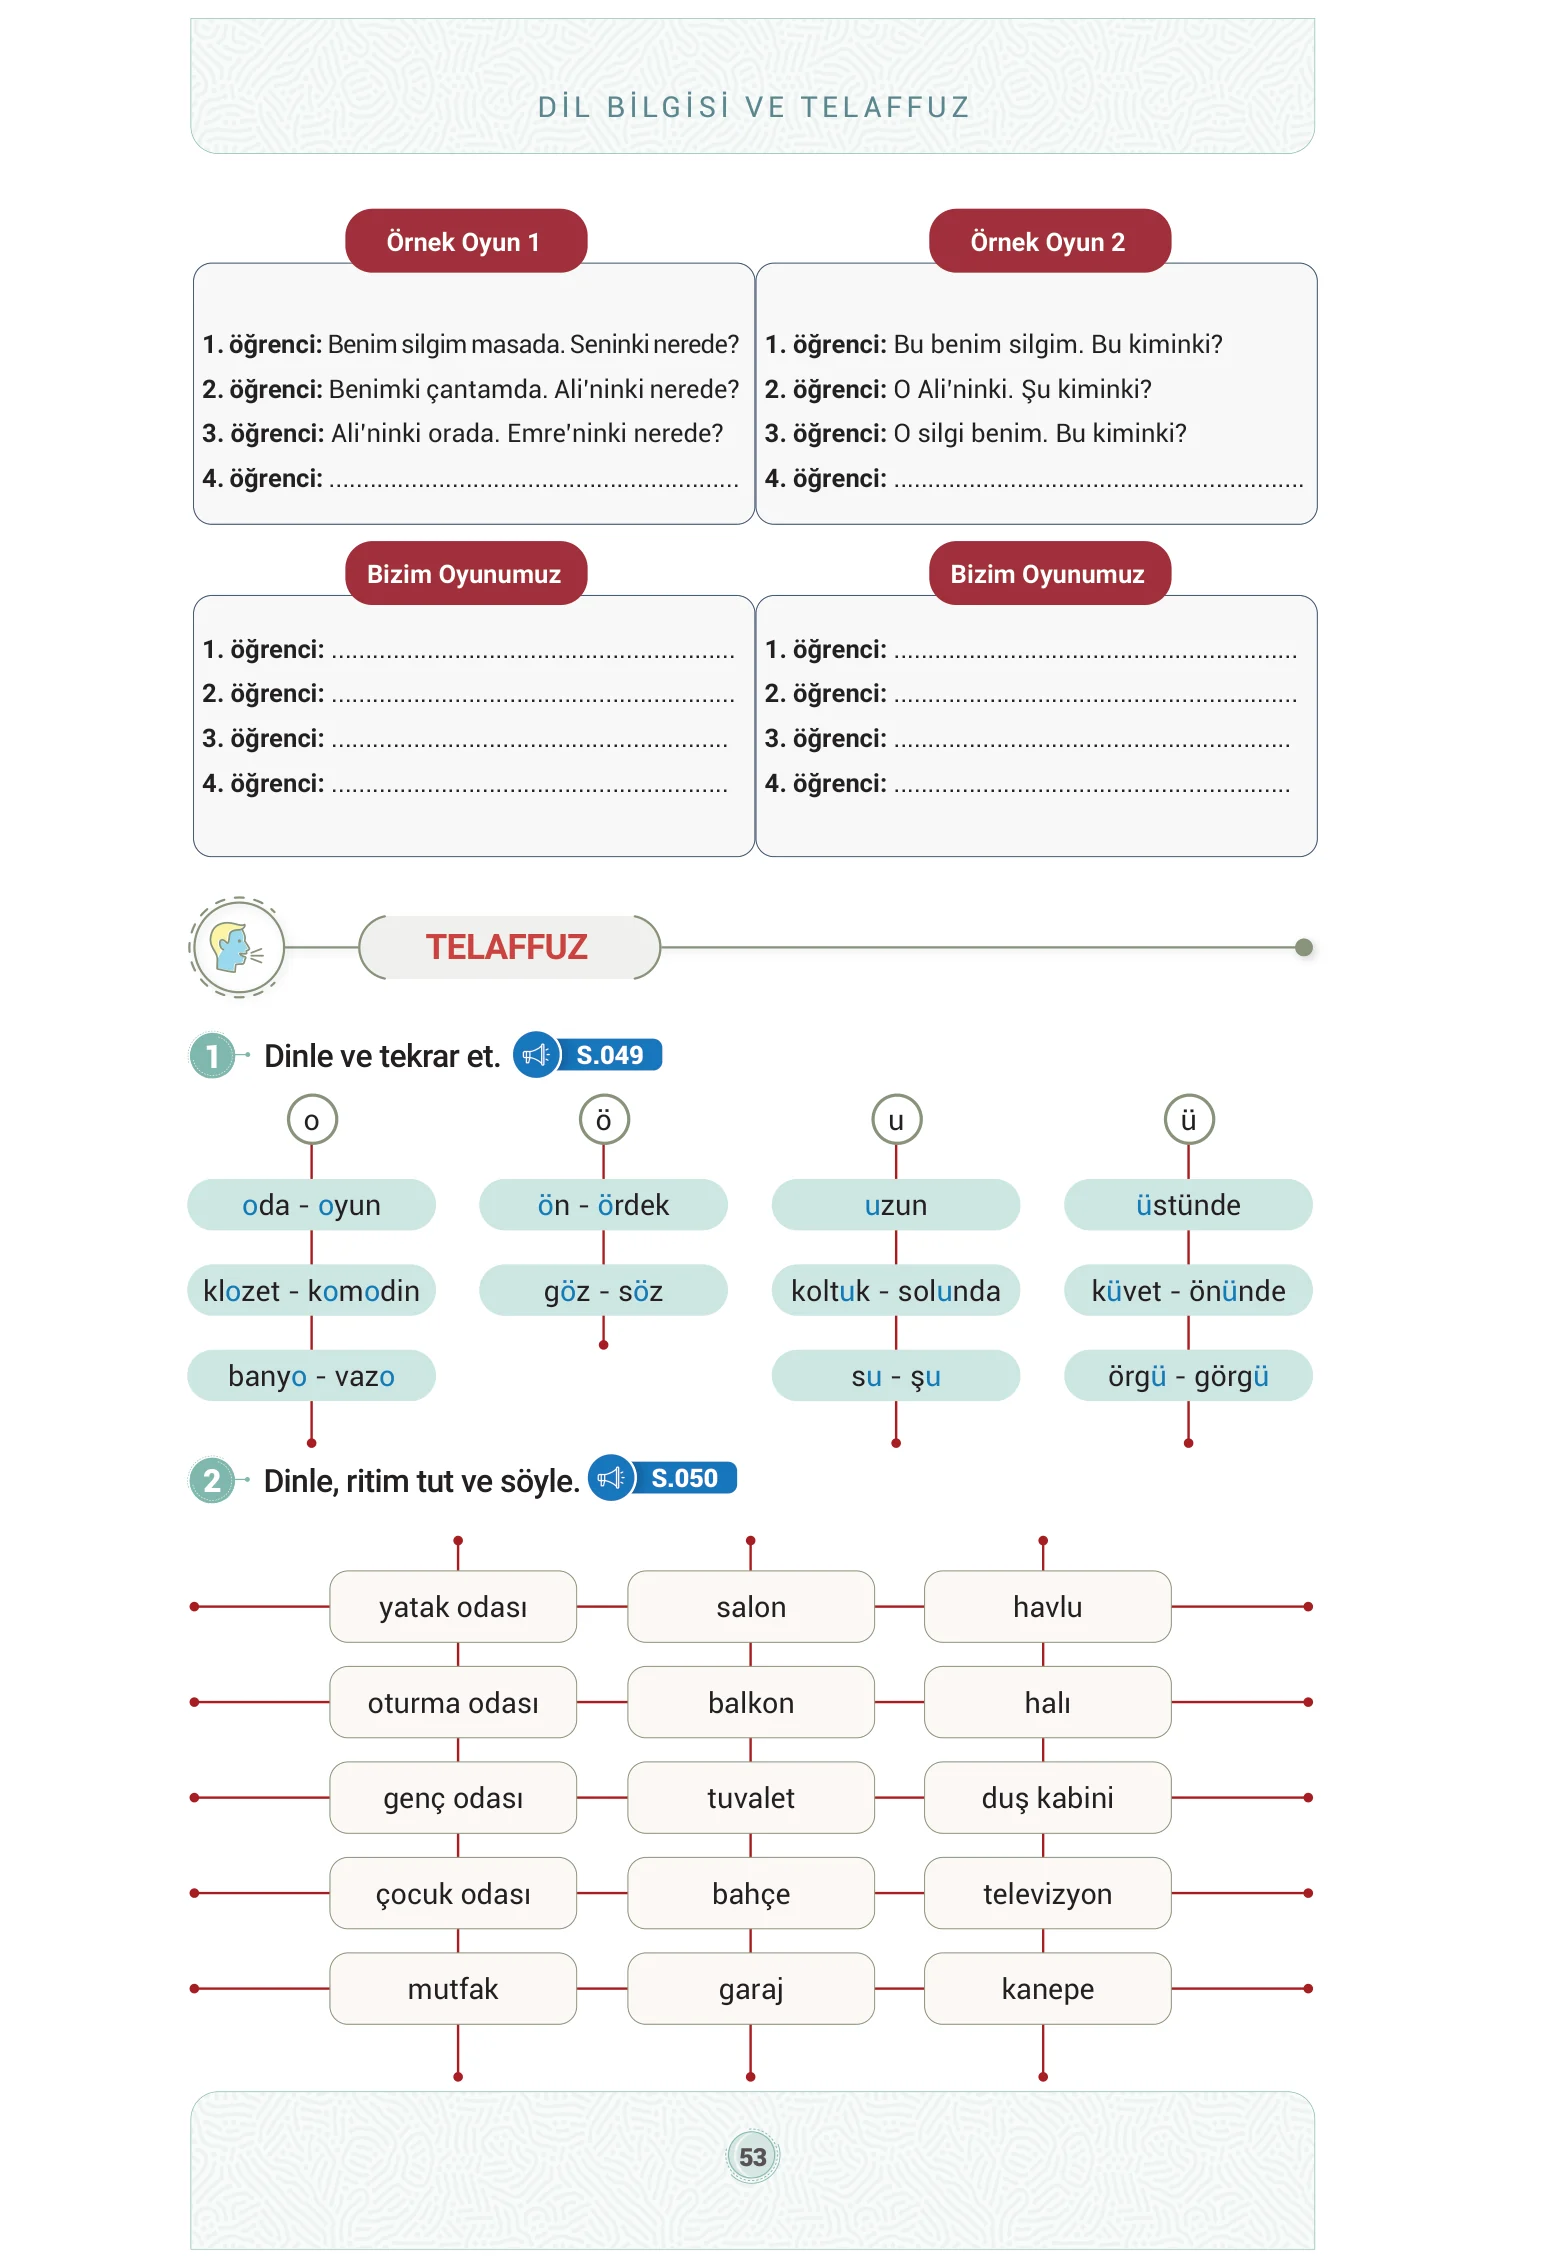 DİL BİLGİSİ VE TELAFFUZ
Örnek Oyun 1
1. öğrenci: Benim silgim masada. Seninki nerede?
2. öğrenci: Benimki çantamda. Ali'ninki nerede?
3. öğrenci: Ali'ninki orada. Emre'ninki nerede?
4. öğrenci: ............................................................
Örnek Oyun 2
1. öğrenci: Bu benim silgim. Bu kiminki?
2. öğrenci: O Ali'ninki. Şu kiminki?
3. öğrenci: O silgi benim. Bu kiminki?
4. öğrenci: ............................................................
Bizim Oyunumuz
1. öğrenci: ...........................................................
2. öğrenci: ...........................................................
3. öğrenci: ..........................................................
4. öğrenci: ..........................................................
Bizim Oyunumuz
1. öğrenci: ...........................................................
2. öğrenci: ...........................................................
3. öğrenci: ..........................................................
4. öğrenci: ..........................................................
TELAFFUZ
1 Dinle ve tekrar et. S.049
o ö u ü
oda - oyun ön - ördek uzun üstünde
klozet - komodin göz - söz koltuk - solunda küvet - önünde
banyo - vazo su - şu örgü - görgü
2 Dinle, ritim tut ve söyle. S.050
yatak odası salon havlu
oturma odası balkon halı
genç odası tuvalet duş kabini
çocuk odası bahçe televizyon
mutfak garaj kanepe
53